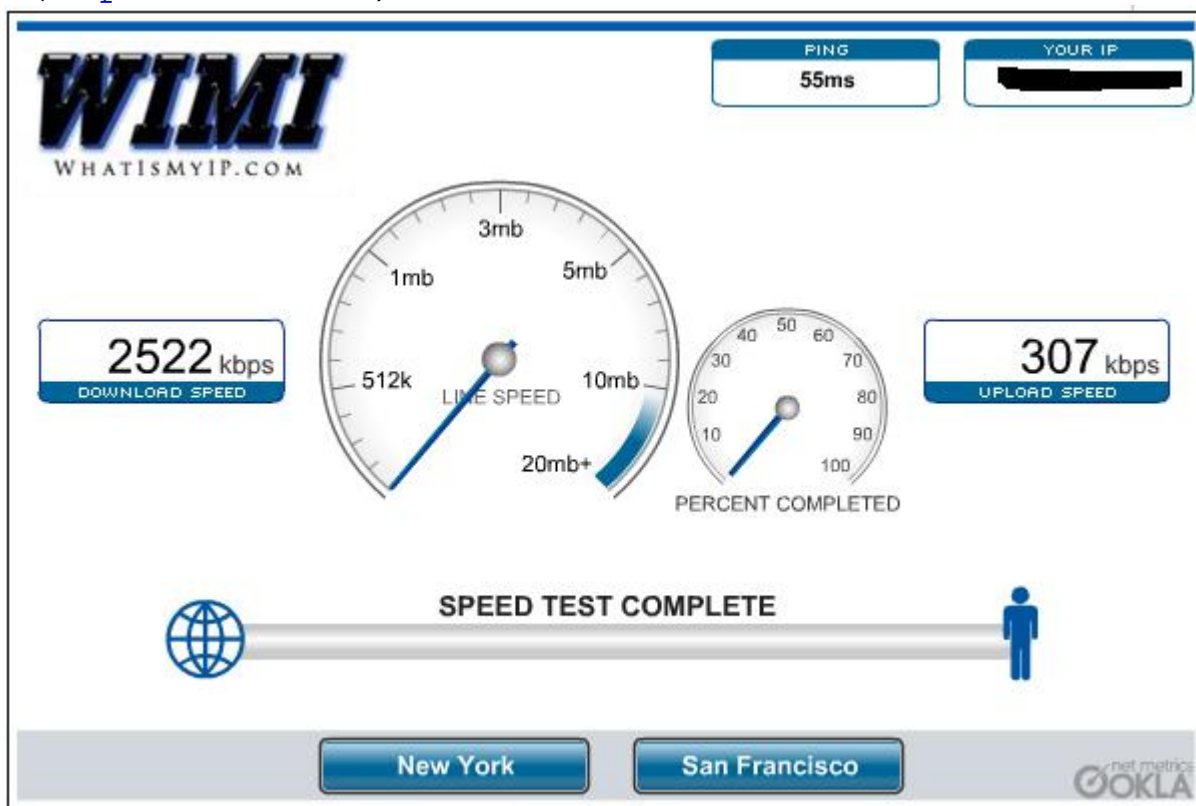 WIMI
WHATISMYIP.COM
PING
55ms
YOUR IP
3mb
1mb
5mb
512k
10mb
20mb+
LINE SPEED
2522 kbps
DOWNLOAD SPEED
50
40
60
30
70
20
80
10
90
100
PERCENT COMPLETED
307 kbps
UPLOAD SPEED
SPEED TEST COMPLETE
New York
San Francisco
net metrics
OOKLA